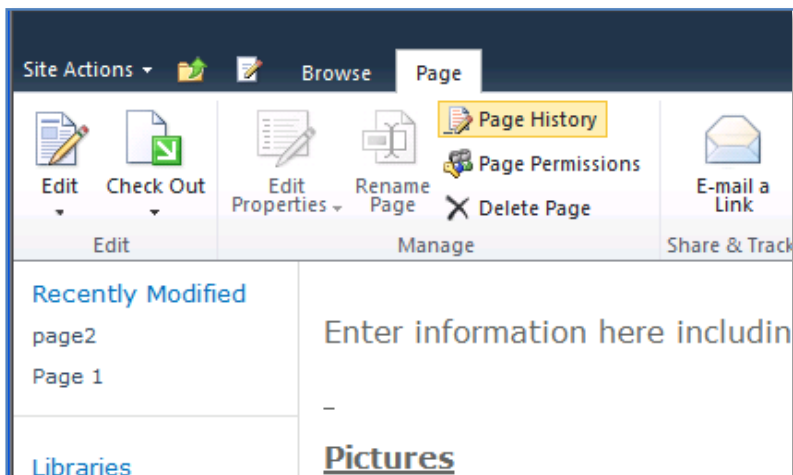 Site Actions Browse Page
Edit Check Out Edit Properties Rename Page Page History
Page Permissions
Delete Page
E-mail a Link
Edit Manage Share & Track
Recently Modified
page2
Page 1
Libraries
Enter information here includin
_
Pictures